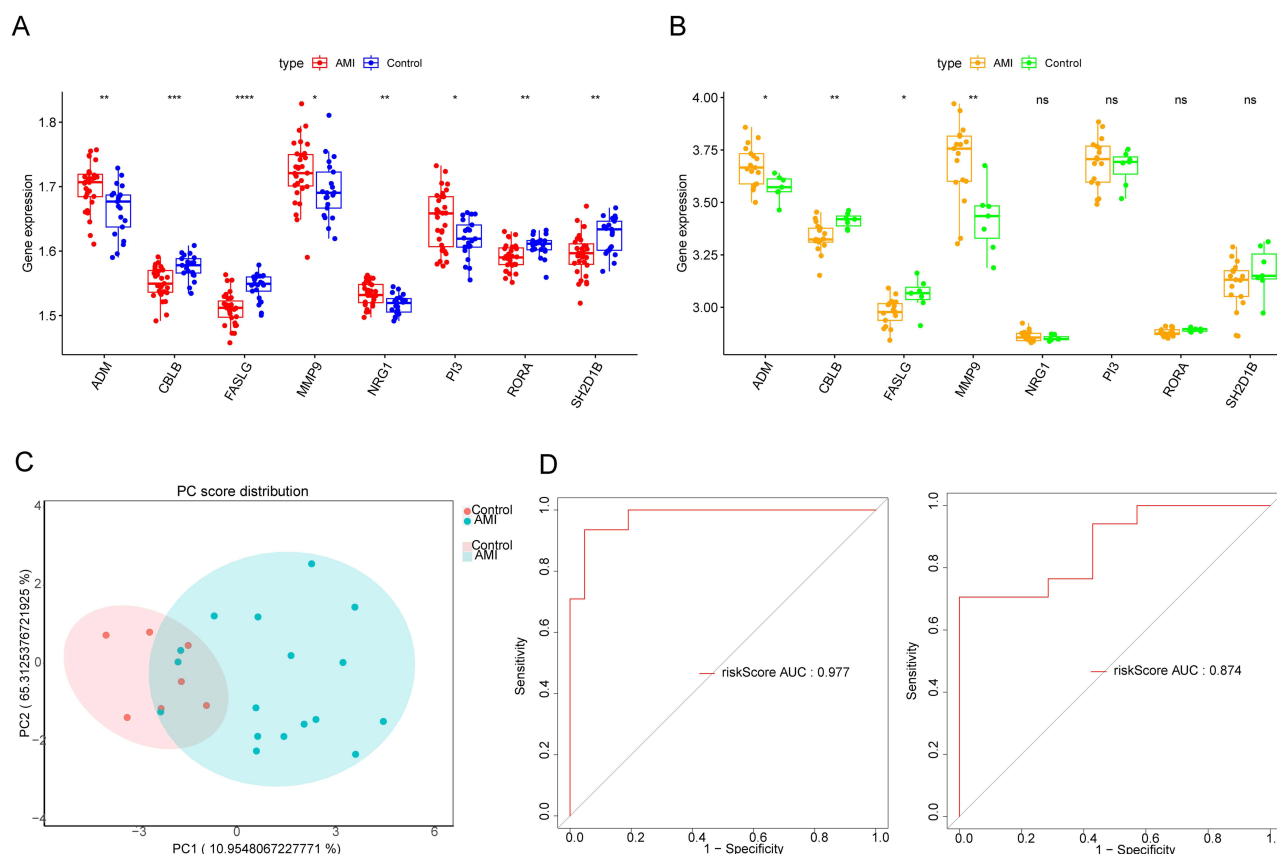 A
type AMI Control
** *** **** * ** * ** **
Gene expression
1.8
1.7
1.6
1.5
ADM CBLB FASLG MMP9 NRG1 PI3 RORA SH2D1B
B
type AMI Control
* ** * ** ns ns ns ns
Gene expression
4.00
3.75
3.50
3.25
3.00
ADM CBLB FASLG MMP9 NRG1 PI3 RORA SH2D1B
C
PC score distribution
Control
AMI
Control
AMI
PC2 ( 65.3125376721925 %)
4
2
0
−2
−4
−3 0 3 6
PC1 ( 10.9548067227771 %)
D
Sensitivity
1.0
0.8
0.6
0.4
0.2
0.0
riskScore AUC : 0.977
0.0 0.2 0.4 0.6 0.8 1.0
1 − Specificity
Sensitivity
1.0
0.8
0.6
0.4
0.2
0.0
riskScore AUC : 0.874
0.0 0.2 0.4 0.6 0.8 1.0
1 − Specificity